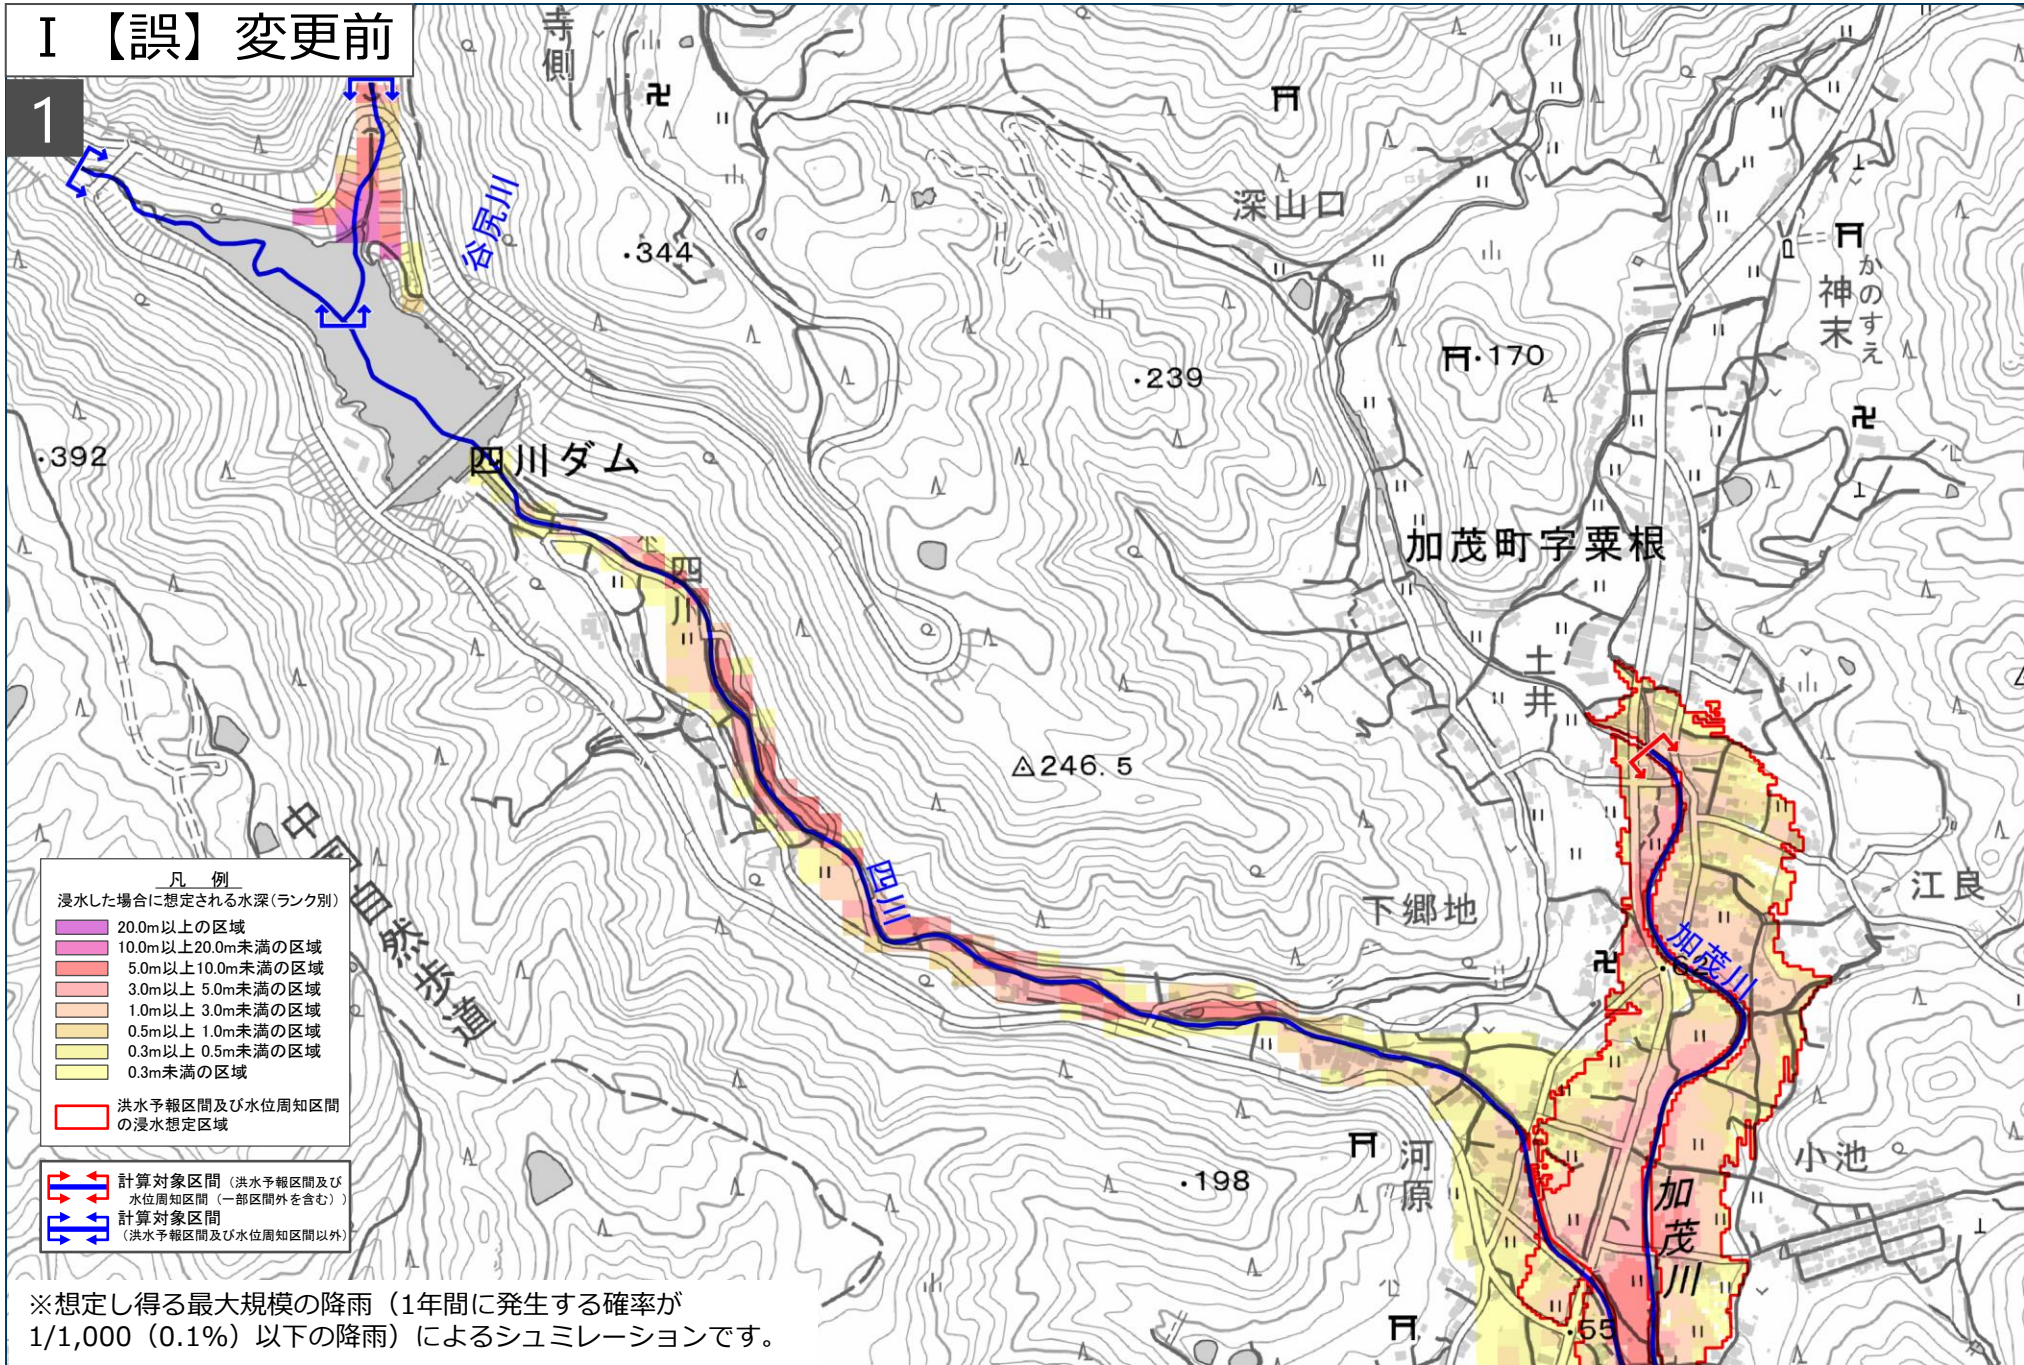 I 【誤】変更前
1
寺側
谷尻川
・344
深山口
かのすえ
神末
・170
・239
・392
四川ダム
加茂町字粟根
四川
土井
246.5
中国自然歩道
四川
下郷地
江良
加茂川
・62
凡 例
浸水した場合に想定される水深(ランク別)
20.0m以上の区域
10.0m以上20.0m未満の区域
5.0m以上10.0m未満の区域
3.0m以上 5.0m未満の区域
1.0m以上 3.0m未満の区域
0.5m以上 1.0m未満の区域
0.3m以上 0.5m未満の区域
0.3m未満の区域
洪水予報区間及び水位周知区間
の浸水想定区域
計算対象区間（洪水予報区間及び
水位周知区間（一部区間外を含む））
計算対象区間
（洪水予報区間及び水位周知区間以外）
・198
河原
小池
加茂川
・55
※想定し得る最大規模の降雨（1年間に発生する確率が
1/1,000（0.1%）以下の降雨）によるシュミレーションです。